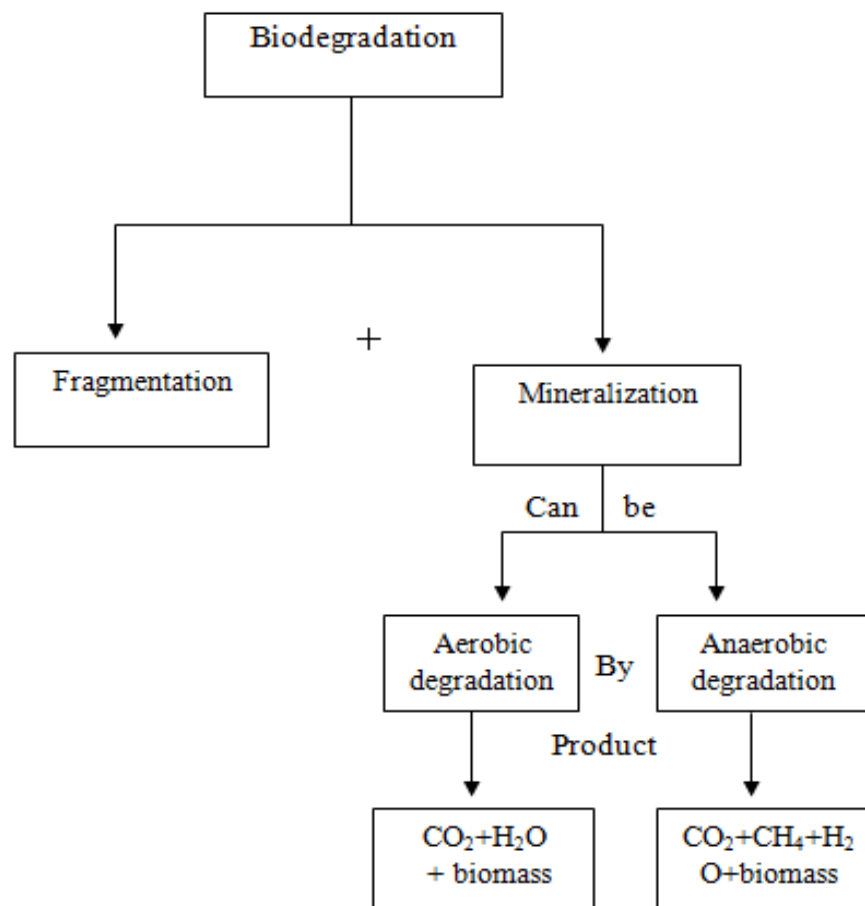 Biodegradation
+
Fragmentation
Mineralization
Can be
Aerobic
degradation
By
Anaerobic
degradation
Product
CO₂+H₂O
+ biomass
CO₂+CH₄+H₂
O+biomass